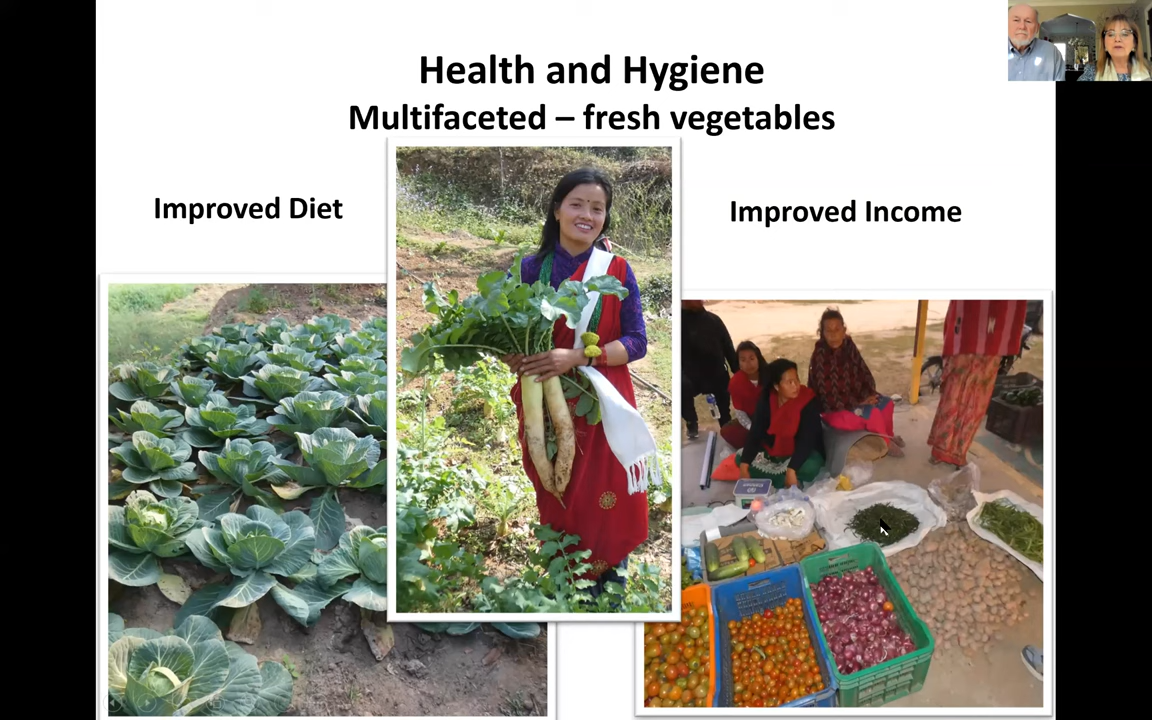 Health and Hygiene
Multifaceted – fresh vegetables
Improved Diet
Improved Income